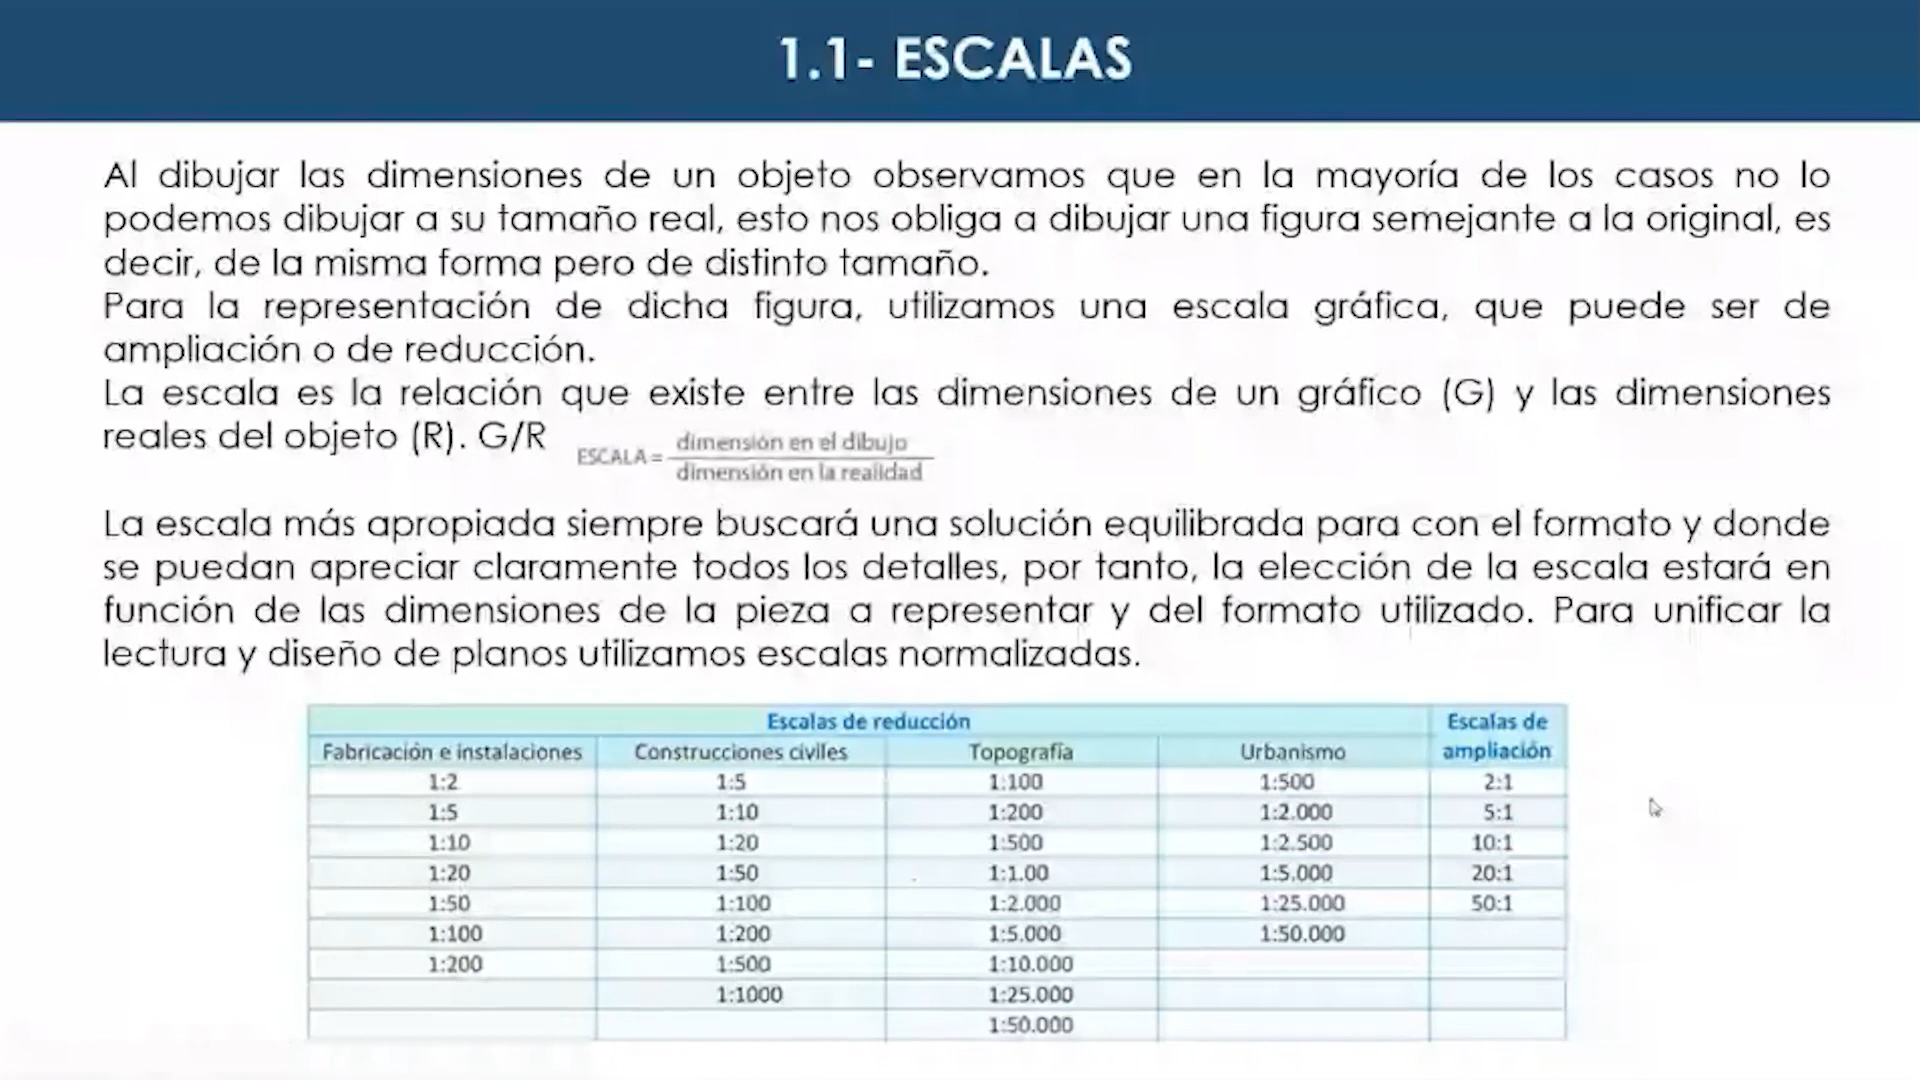 1.1- ESCALAS
Al dibujar las dimensiones de un objeto observamos que en la mayoría de los casos no lo
podemos dibujar a su tamaño real, esto nos obliga a dibujar una figura semejante a la original, es
decir, de la misma forma pero de distinto tamaño.
Para la representación de dicha figura, utilizamos una escala gráfica, que puede ser de
ampliación o de reducción.
La escala es la relación que existe entre las dimensiones de un gráfico (G) y las dimensiones
reales del objeto (R). G/R
ESCALA = dimensión en el dibujo
dimensión en la realidad
La escala más apropiada siempre buscará una solución equilibrada para con el formato y donde
se puedan apreciar claramente todos los detalles, por tanto, la elección de la escala estará en
función de las dimensiones de la pieza a representar y del formato utilizado. Para unificar la
lectura y diseño de planos utilizamos escalas normalizadas.
Escalas de reducción Escalas de
Fabricación e instalaciones Construcciones civiles Topografía Urbanismo ampliación
1:2 1:5 1:100 1:500 2:1
1:5 1:10 1:200 1:2.000 5:1
1:10 1:20 1:500 1:2.500 10:1
1:20 1:50 1:1.00 1:5.000 20:1
1:50 1:100 1:2.000 1:25.000 50:1
1:100 1:200 1:5.000 1:50.000
1:200 1:500 1:10.000
1:1000 1:25.000
1:50.000